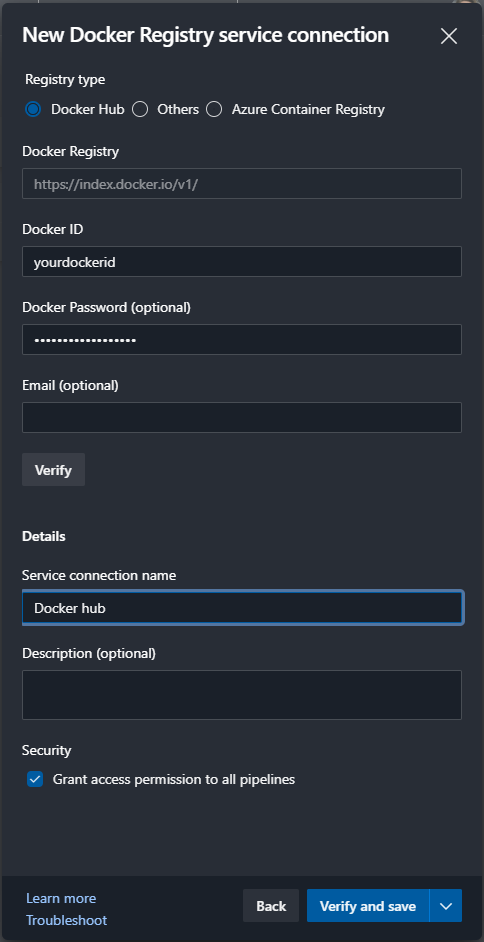 New Docker Registry service connection
Registry type
Docker Hub Others Azure Container Registry
Docker Registry
https://index.docker.io/v1/
Docker ID
yourdockerid
Docker Password (optional)
••••••••••••••••••
Email (optional)
Verify
Details
Service connection name
Docker hub
Description (optional)
Security
Grant access permission to all pipelines
Learn more
Troubleshoot
Back Verify and save